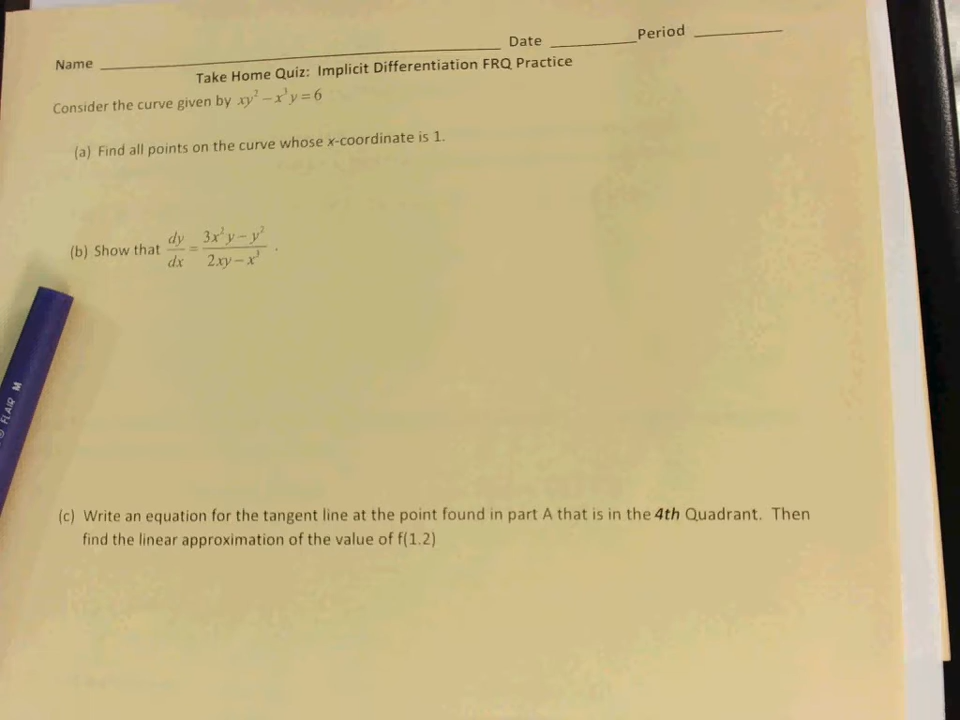 Name ____________ Date ________ Period ________
Take Home Quiz: Implicit Differentiation FRQ Practice
Consider the curve given by xy² − x³y = 6
(a) Find all points on the curve whose x-coordinate is 1.
(b) Show that dy/dx = (3x²y − y²)/(2xy − x³) .
FLAIR M
(c) Write an equation for the tangent line at the point found in part A that is in the 4th Quadrant. Then
find the linear approximation of the value of f(1.2)